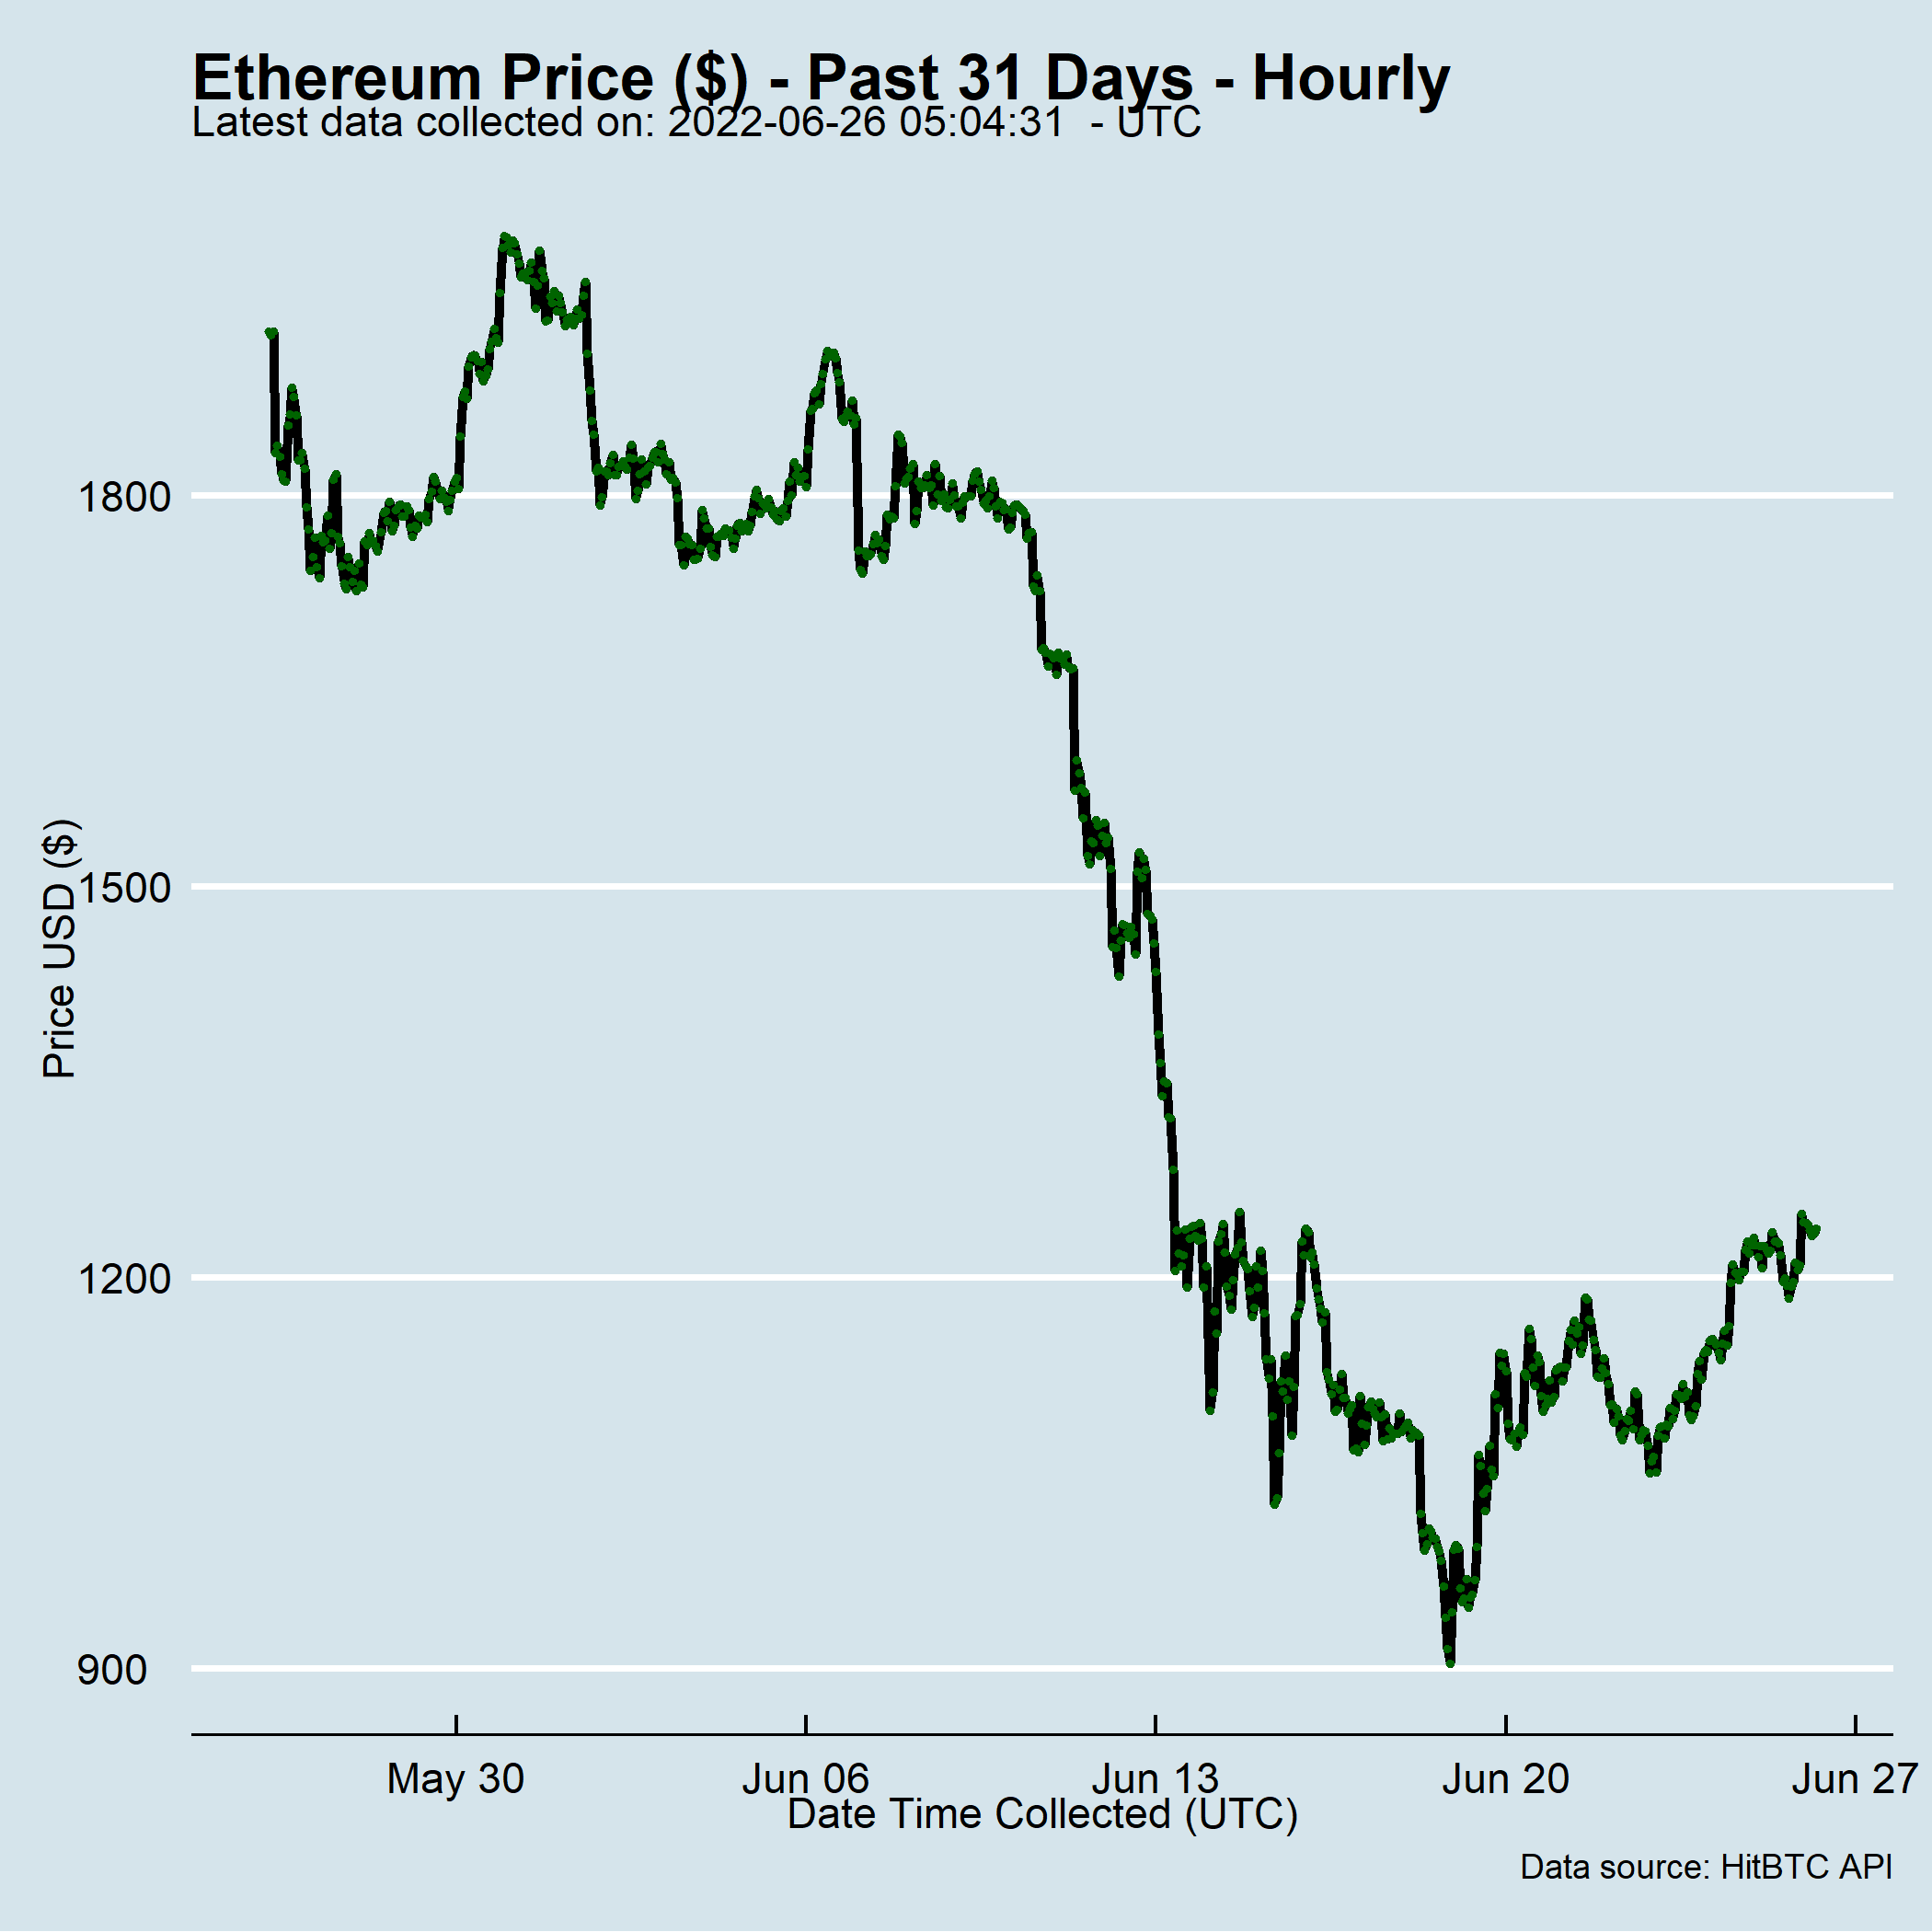 Ethereum Price ($) - Past 31 Days - Hourly
Latest data collected on: 2022-06-26 05:04:31  - UTC
Price USD ($)
1800
1500
1200
900
May 30
Jun 06
Jun 13
Jun 20
Jun 27
Date Time Collected (UTC)
Data source: HitBTC API